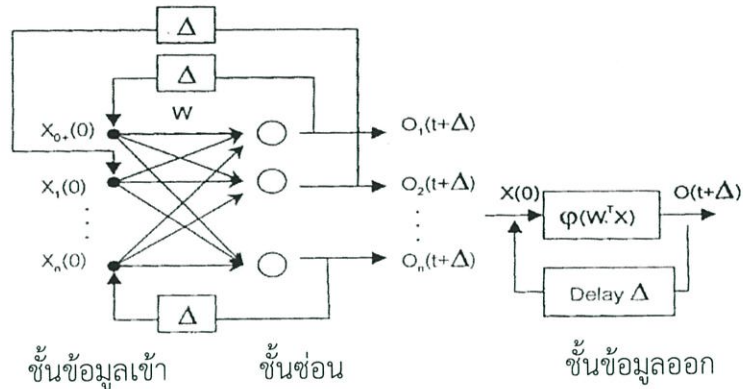 Δ
Δ
W
X₀₊(0)
O₁(t+Δ)
X₁(0)
O₂(t+Δ)
X(0)
O(t+Δ)
φ(W.ᵀX)
Xₙ(0)
Oₙ(t+Δ)
Delay Δ
Δ
ชั้นข้อมูลเข้า
ชั้นซ่อน
ชั้นข้อมูลออก